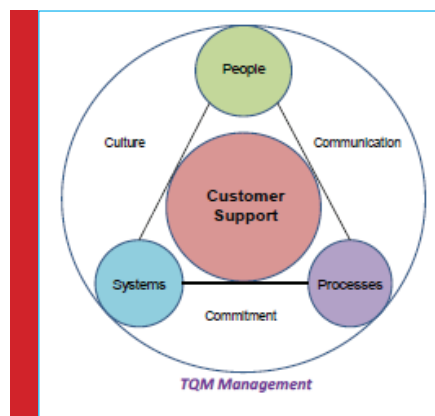 People
Culture
Communication
Customer
Support
Systems
Processes
Commitment
TQM Management